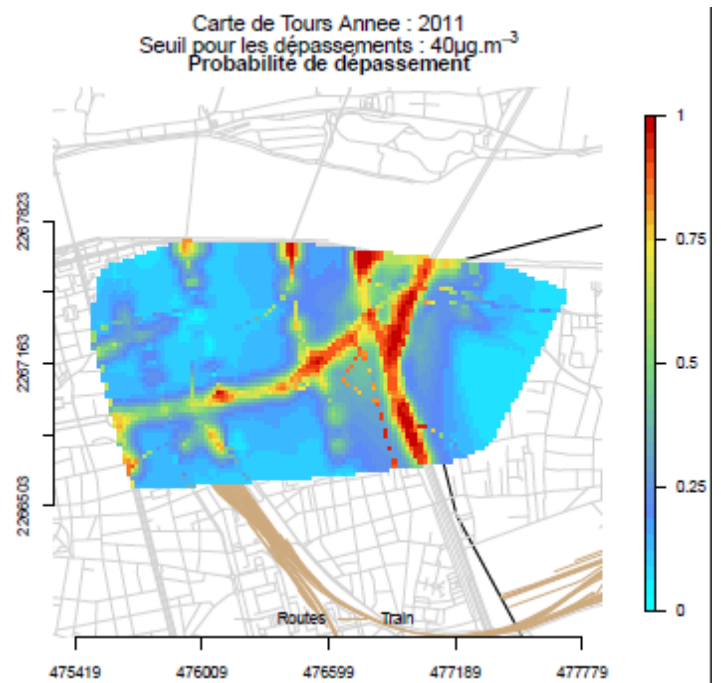 Carte de Tours Annee : 2011
Seuil pour les dépassements : 40µg.m⁻³
Probabilité de dépassement
2267823
2267163
2266503
1
0.75
0.5
0.25
0
Routes Train
475419 476009 476599 477189 477779